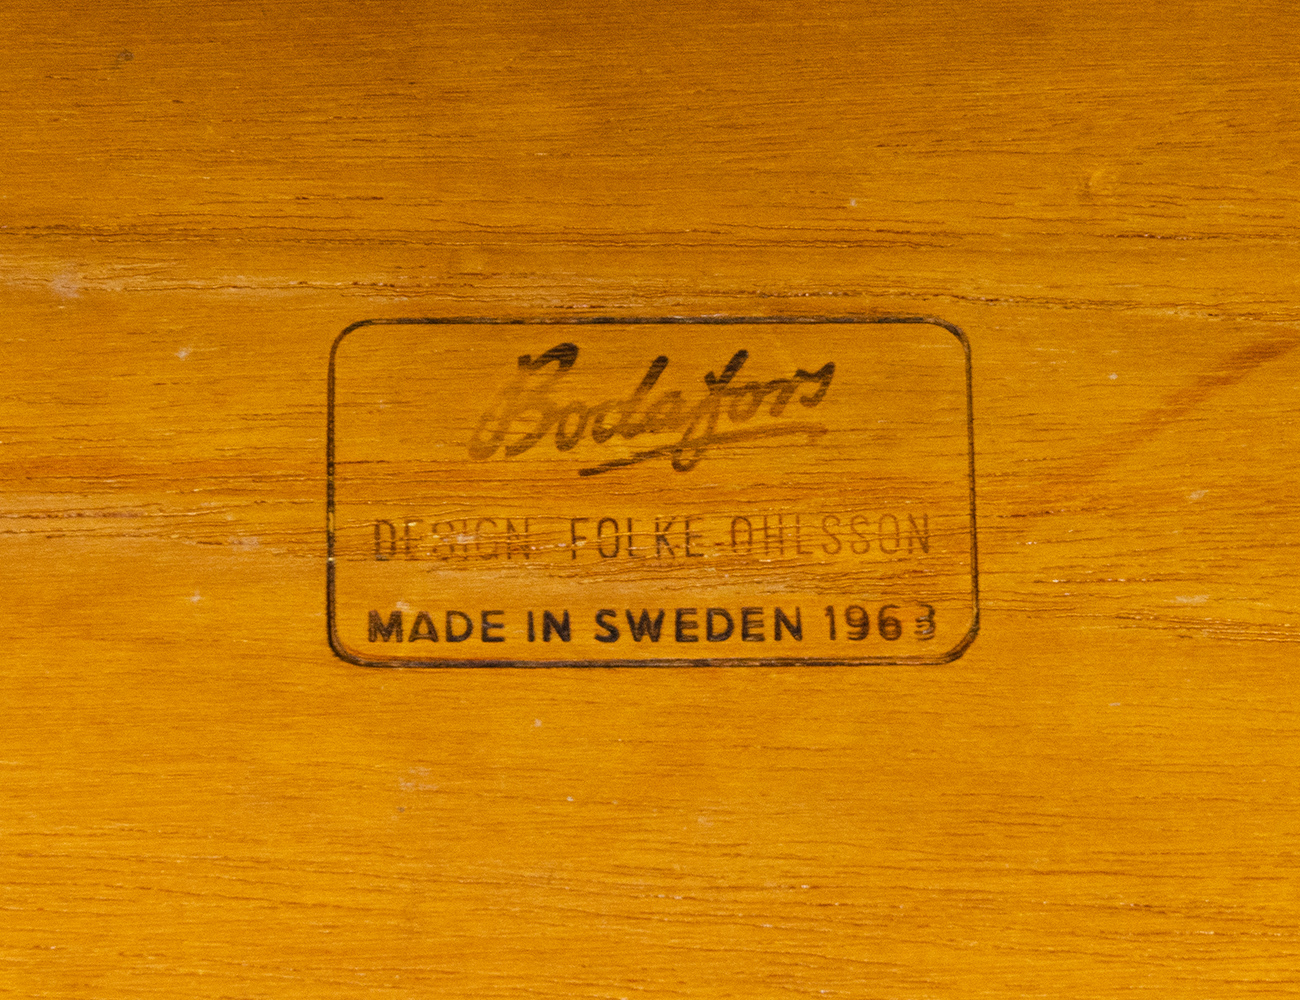 Bodafors
DESIGN FOLKE OHLSSON
MADE IN SWEDEN 1963